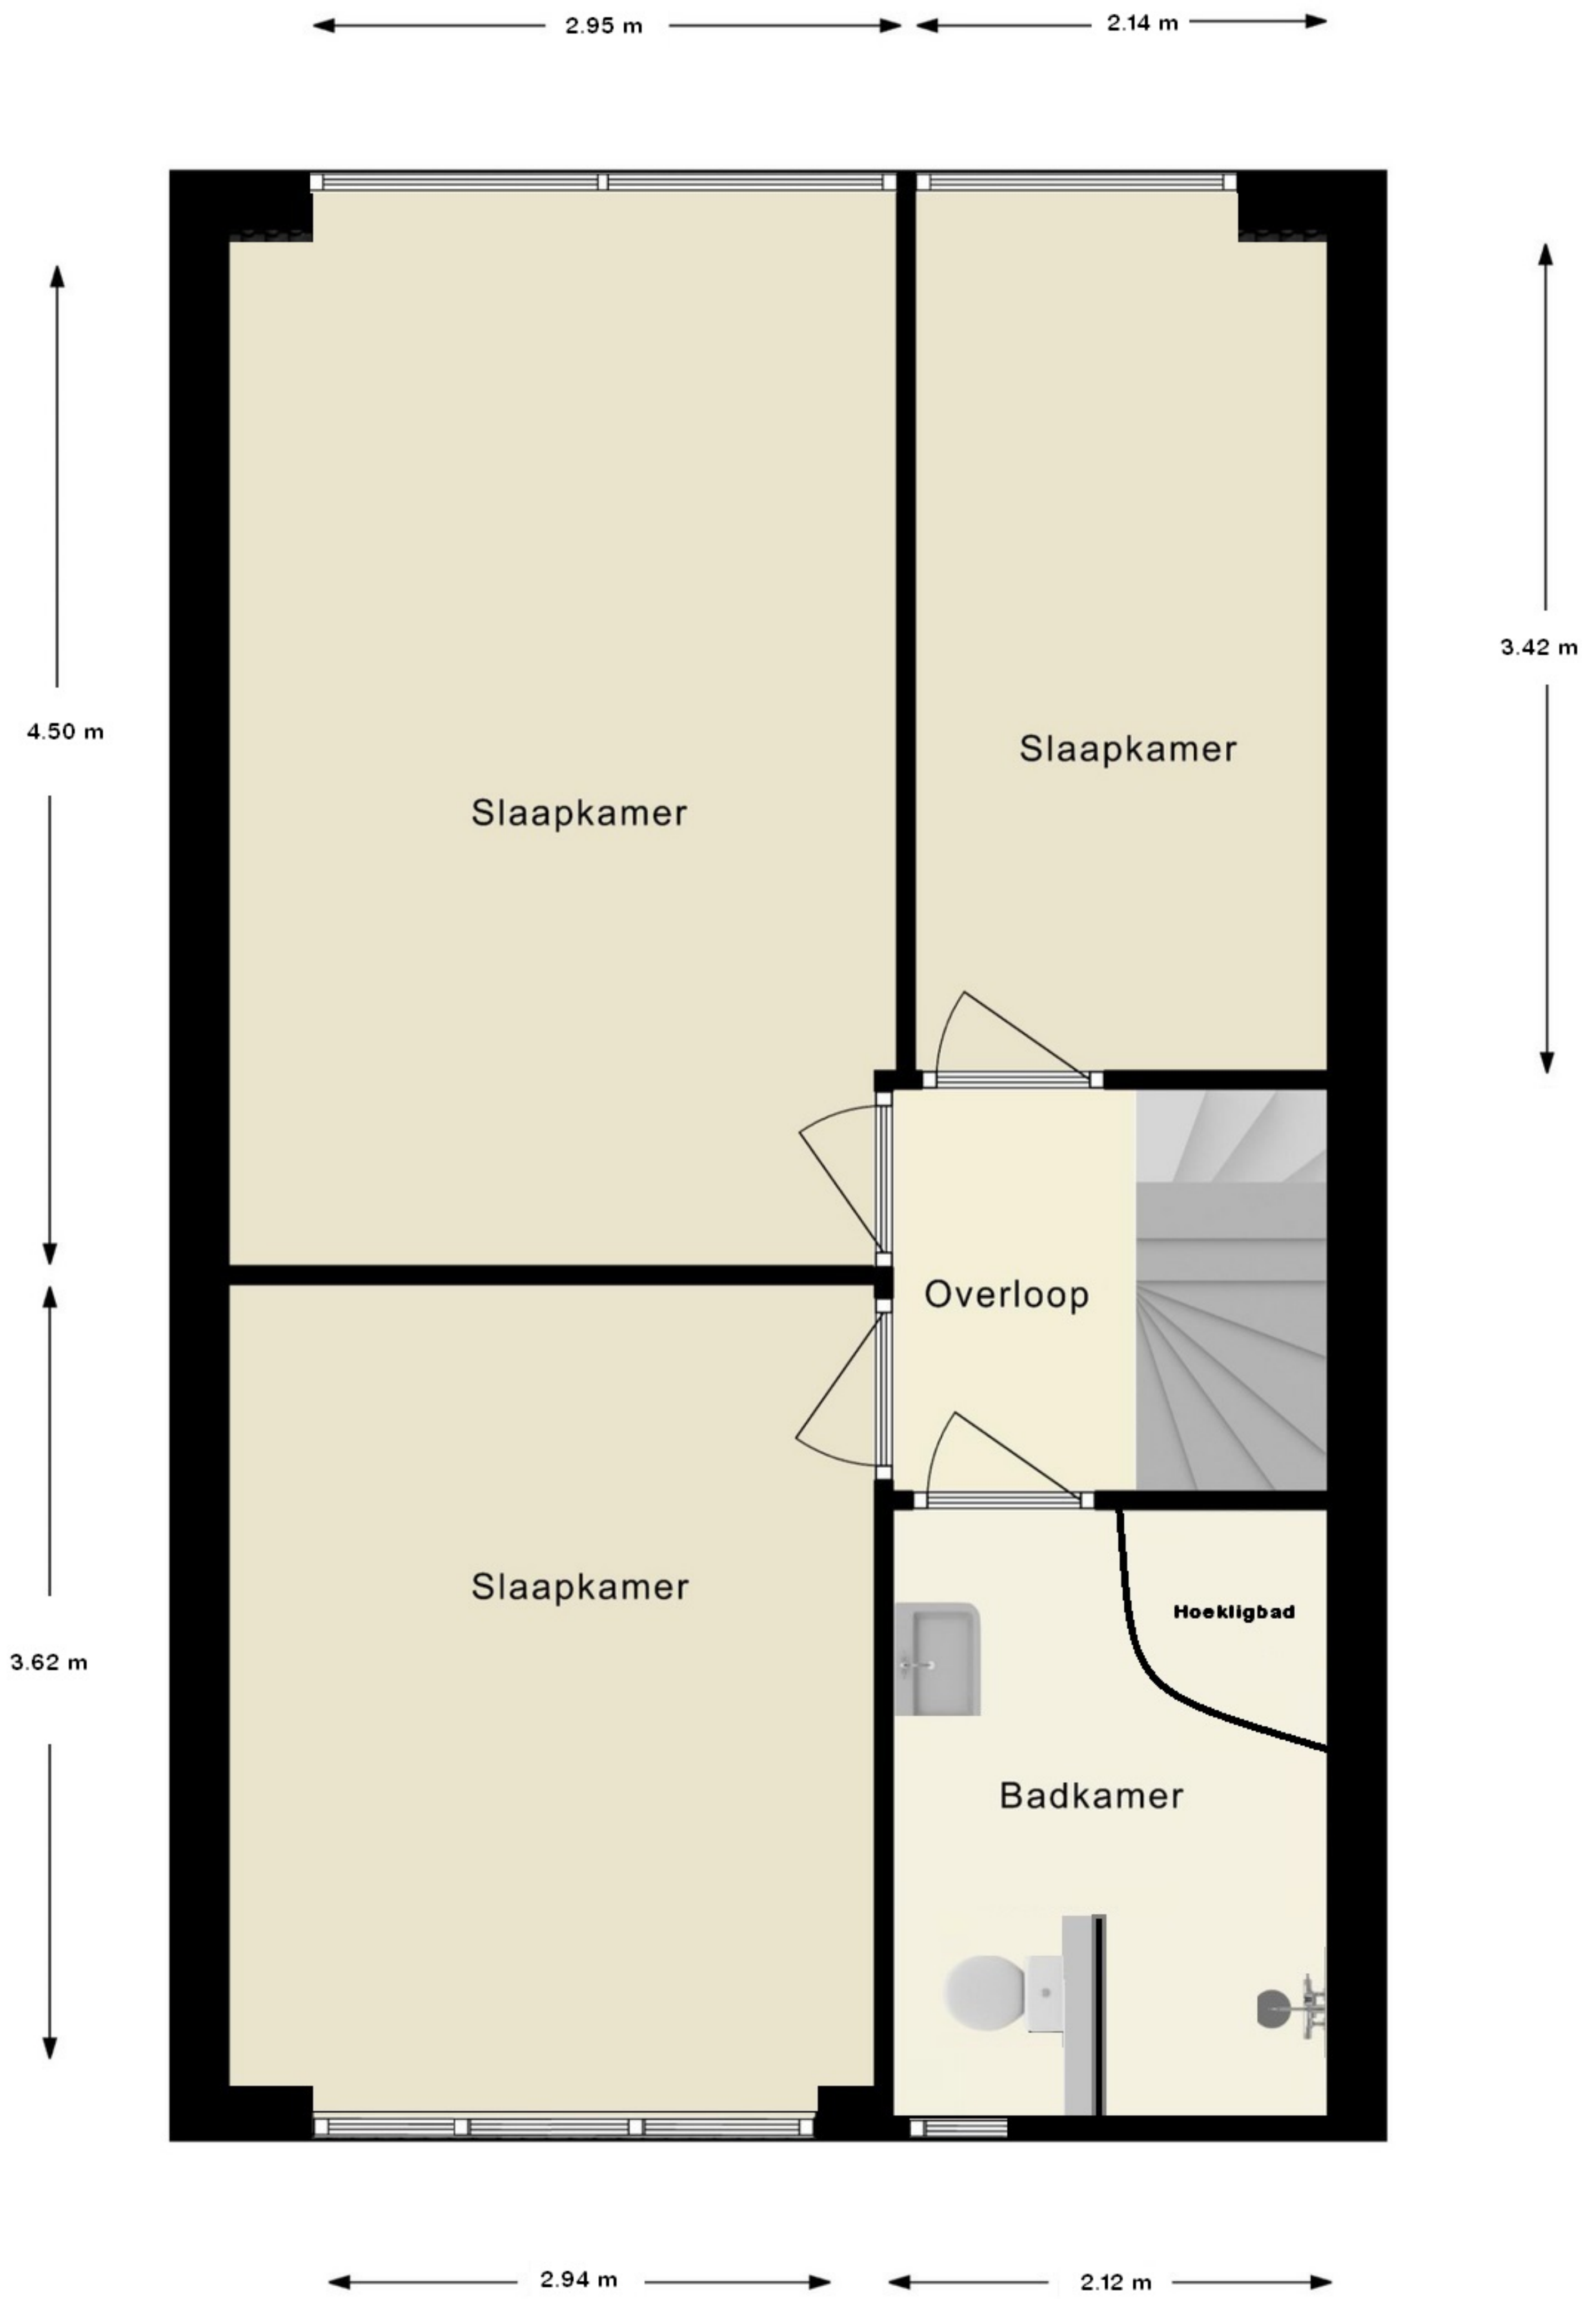 2.95 m
2.14 m
3.42 m
4.50 m
Slaapkamer
Slaapkamer
Overloop
Slaapkamer
Hoekligbad
3.62 m
Badkamer
2.94 m
2.12 m